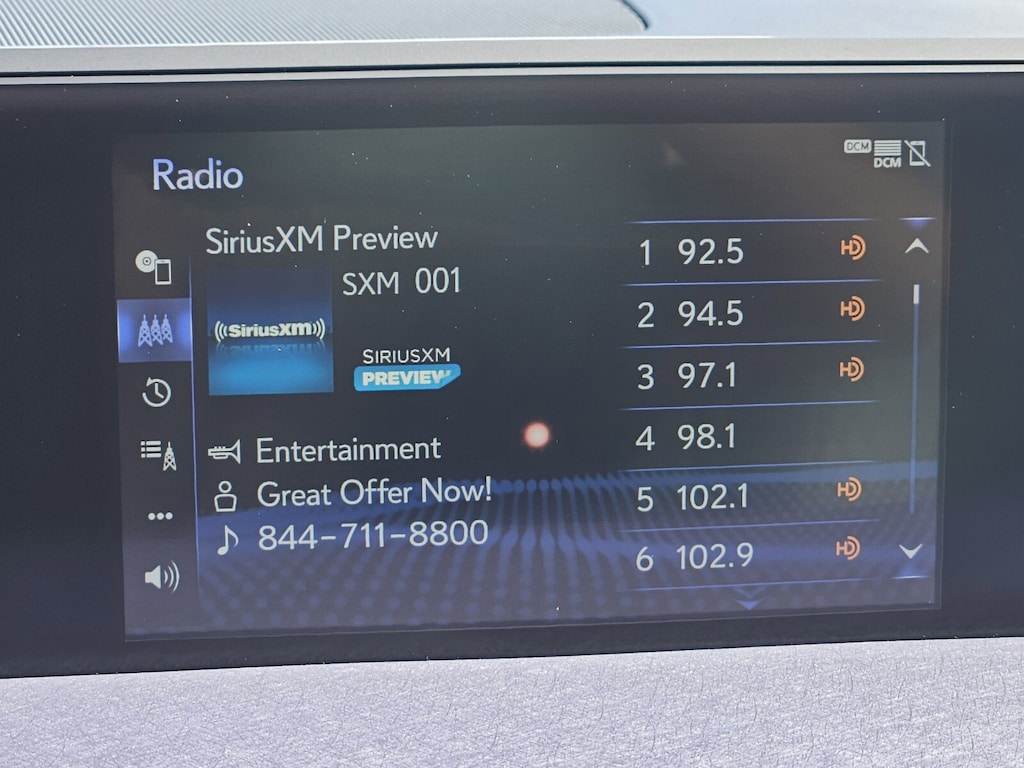 Radio
DCM
DCM
SiriusXM Preview
SXM 001
SiriusXM
SIRIUSXM
PREVIEW
Entertainment
Great Offer Now!
844-711-8800
1 92.5 HD
2 94.5 HD
3 97.1 HD
4 98.1
5 102.1 HD
6 102.9 HD